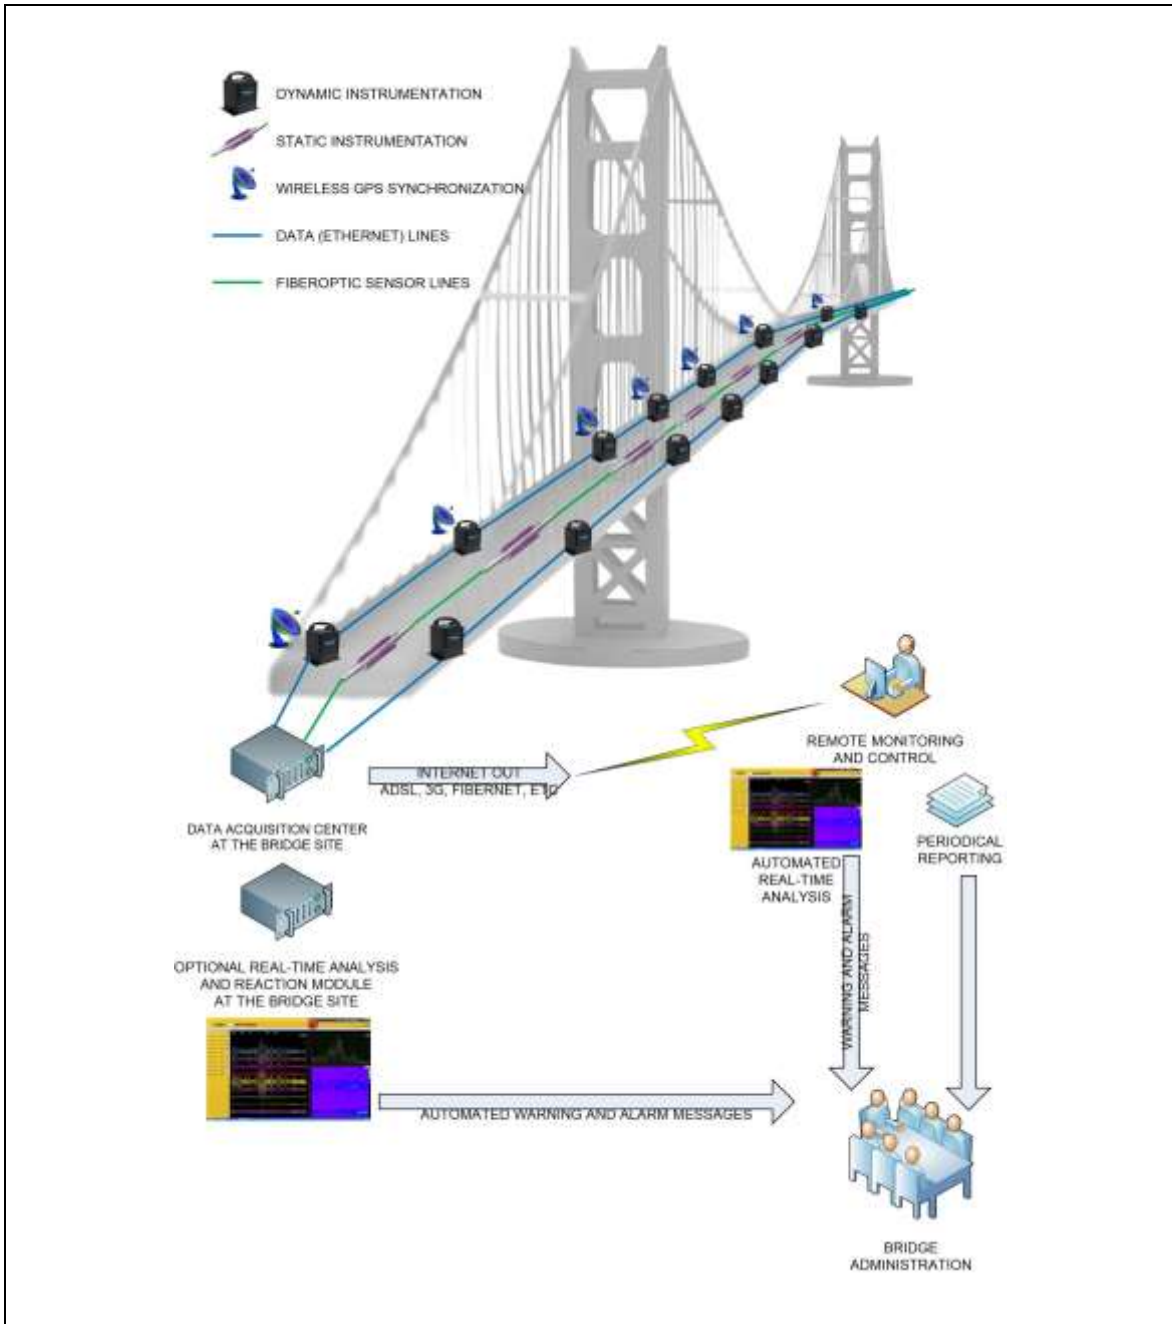 DYNAMIC INSTRUMENTATION
STATIC INSTRUMENTATION
WIRELESS GPS SYNCHRONIZATION
DATA (ETHERNET) LINES
FIBEROPTIC SENSOR LINES
REMOTE MONITORING
AND CONTROL
INTERNET OUT
ADSL, 3G, FIBERNET, ETC
DATA ACQUISITION CENTER
AT THE BRIDGE SITE
PERIODICAL
REPORTING
AUTOMATED
REAL-TIME
ANALYSIS
WARNING AND ALARM
MESSAGES
OPTIONAL REAL-TIME ANALYSIS
AND REACTION MODULE
AT THE BRIDGE SITE
AUTOMATED WARNING AND ALARM MESSAGES
BRIDGE
ADMINISTRATION